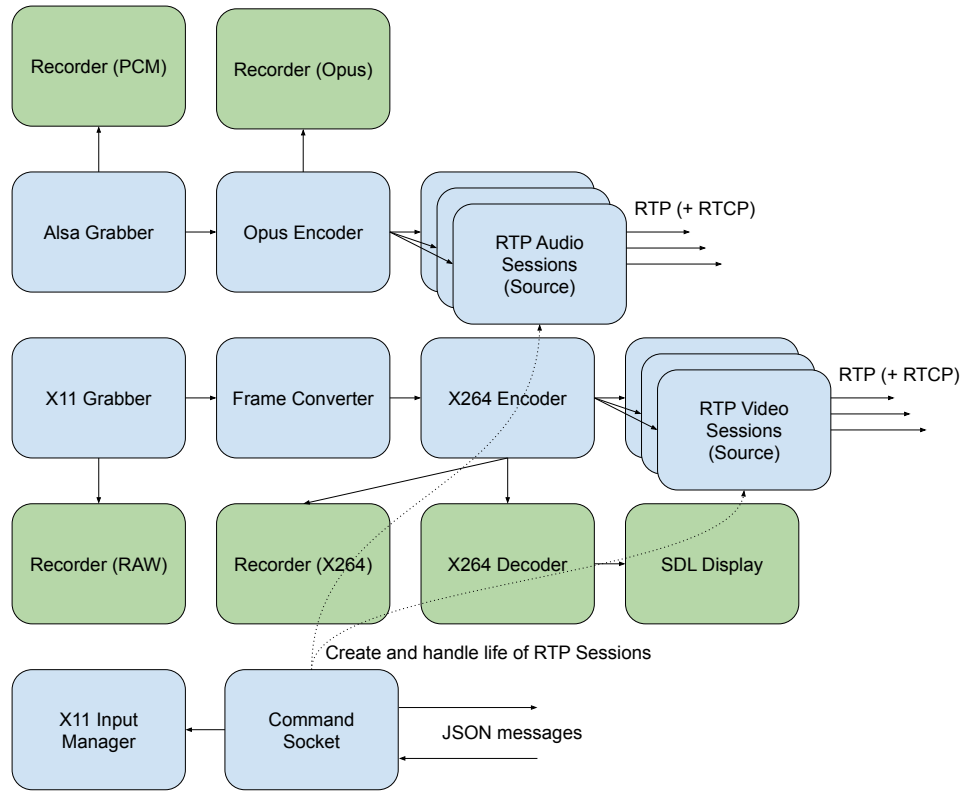 Recorder (PCM)
Recorder (Opus)
Alsa Grabber
Opus Encoder
RTP Audio
Sessions
(Source)
RTP (+ RTCP)
X11 Grabber
Frame Converter
X264 Encoder
RTP Video
Sessions
(Source)
RTP (+ RTCP)
Recorder (RAW)
Recorder (X264)
X264 Decoder
SDL Display
Create and handle life of RTP Sessions
X11 Input
Manager
Command
Socket
JSON messages